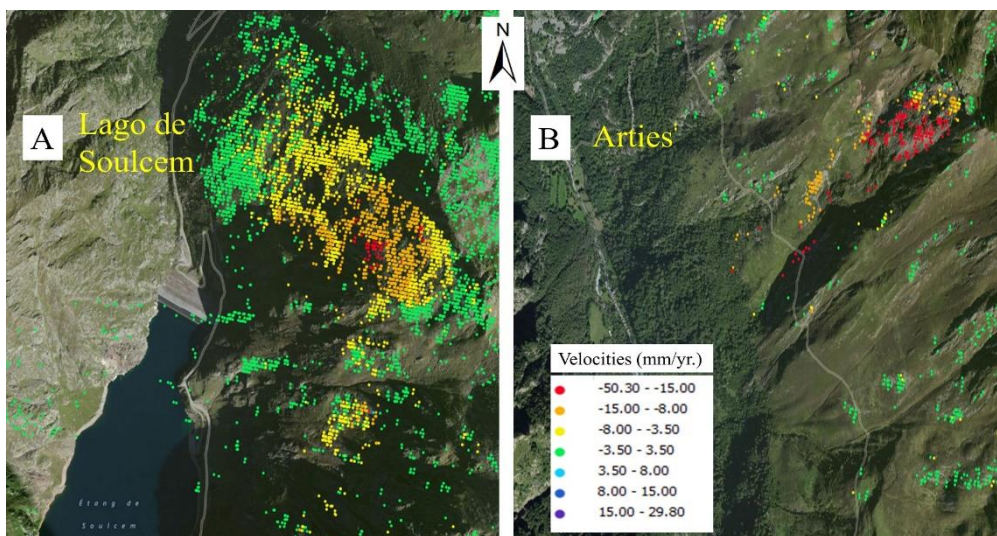 A
Lago de
Soulcem
Étang de
Soulcem
N
B
Arties
Velocities (mm/yr.)
-50.30 - -15.00
-15.00 - -8.00
-8.00 - -3.50
-3.50 - 3.50
3.50 - 8.00
8.00 - 15.00
15.00 - 29.80